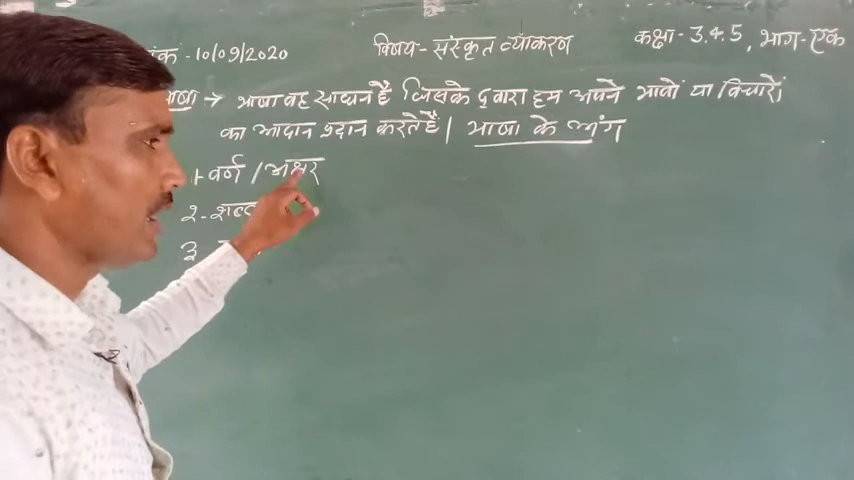 10/09/2020 विषय-संस्कृत व्याकरण कक्षा-3.4.5, भाग-एक
भाषा → भाषा वह साधन है जिसके द्वारा हम अपने भावों या विचारों
का आदान प्रदान करते है | भाषा के अंग
1-वर्ण / अक्षर
2-शब्द
3